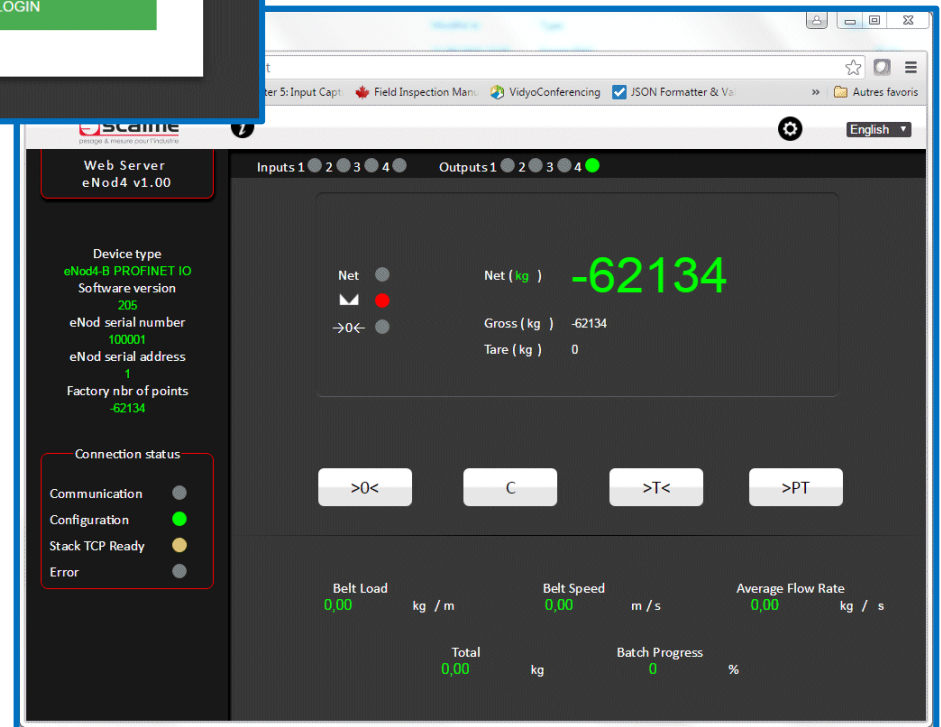 LOGIN
ter 5: Input Capt Field Inspection Manu VidyoConferencing JSON Formatter & Va » Autres favoris
scaime
pesage & mesure pour l'industrie
i
English
Web Server
eNod4 v1.00
Inputs 1 2 3 4 Outputs 1 2 3 4
Device type
eNod4-B PROFINET IO
Software version
205
eNod serial number
100001
eNod serial address
1
Factory nbr of points
-62134
Net
→0←
Net ( kg ) -62134
Gross ( kg ) -62134
Tare ( kg ) 0
Connection status
Communication
Configuration
Stack TCP Ready
Error
>0< C >T< >PT
Belt Load Belt Speed Average Flow Rate
0,00 kg / m 0,00 m / s 0,00 kg / s
Total Batch Progress
0,00 kg 0 %